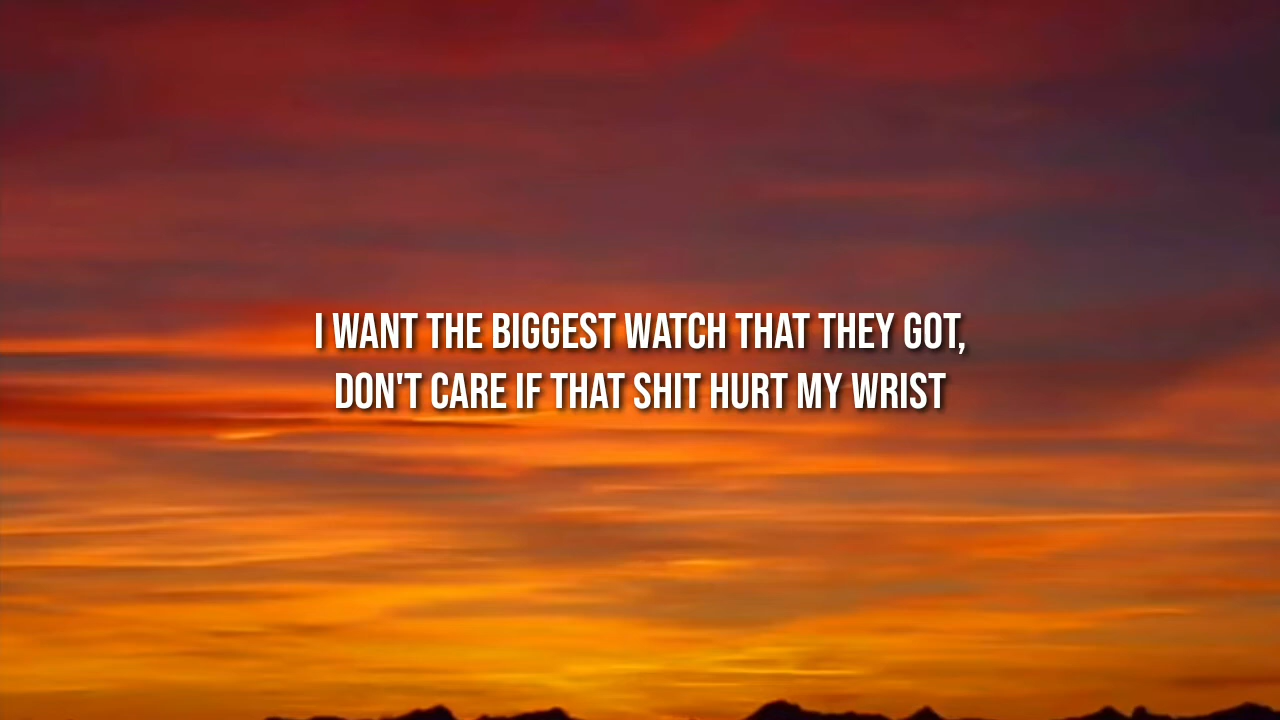 I WANT THE BIGGEST WATCH THAT THEY GOT,
DON'T CARE IF THAT SHIT HURT MY WRIST